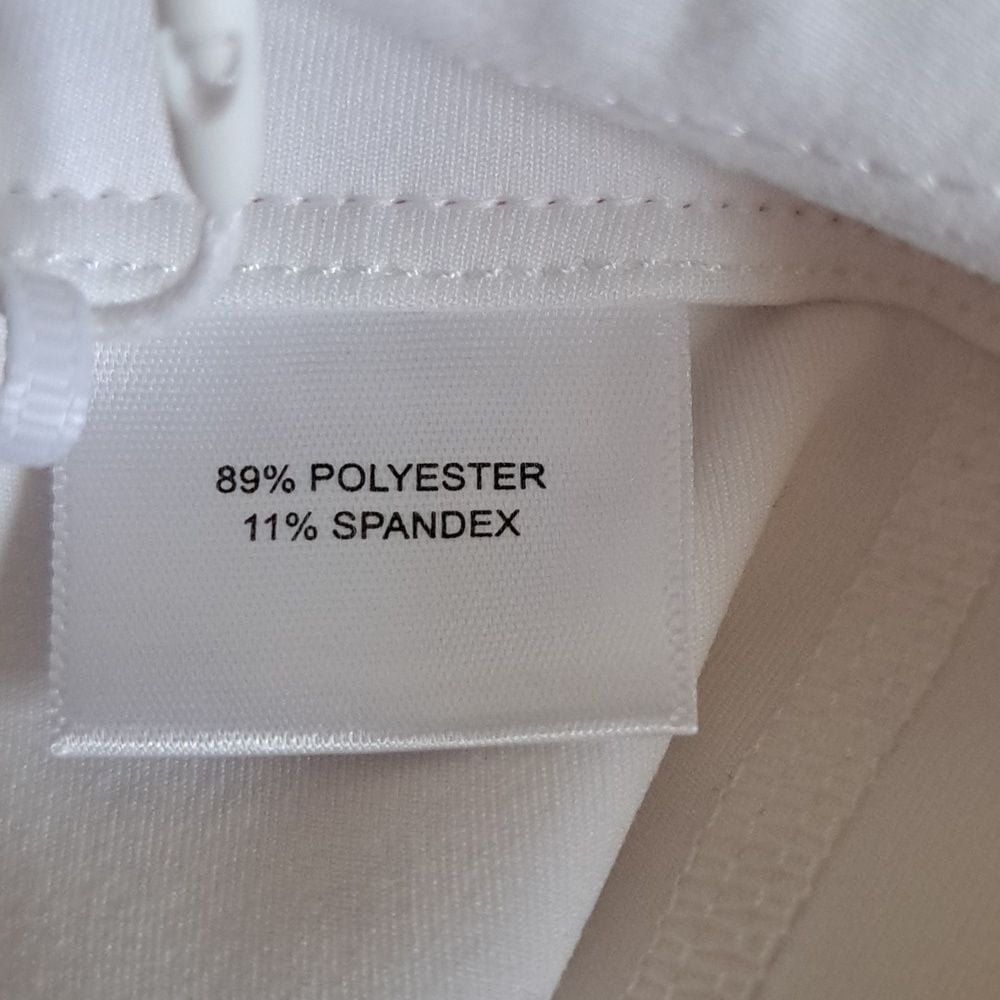 89% POLYESTER
11% SPANDEX